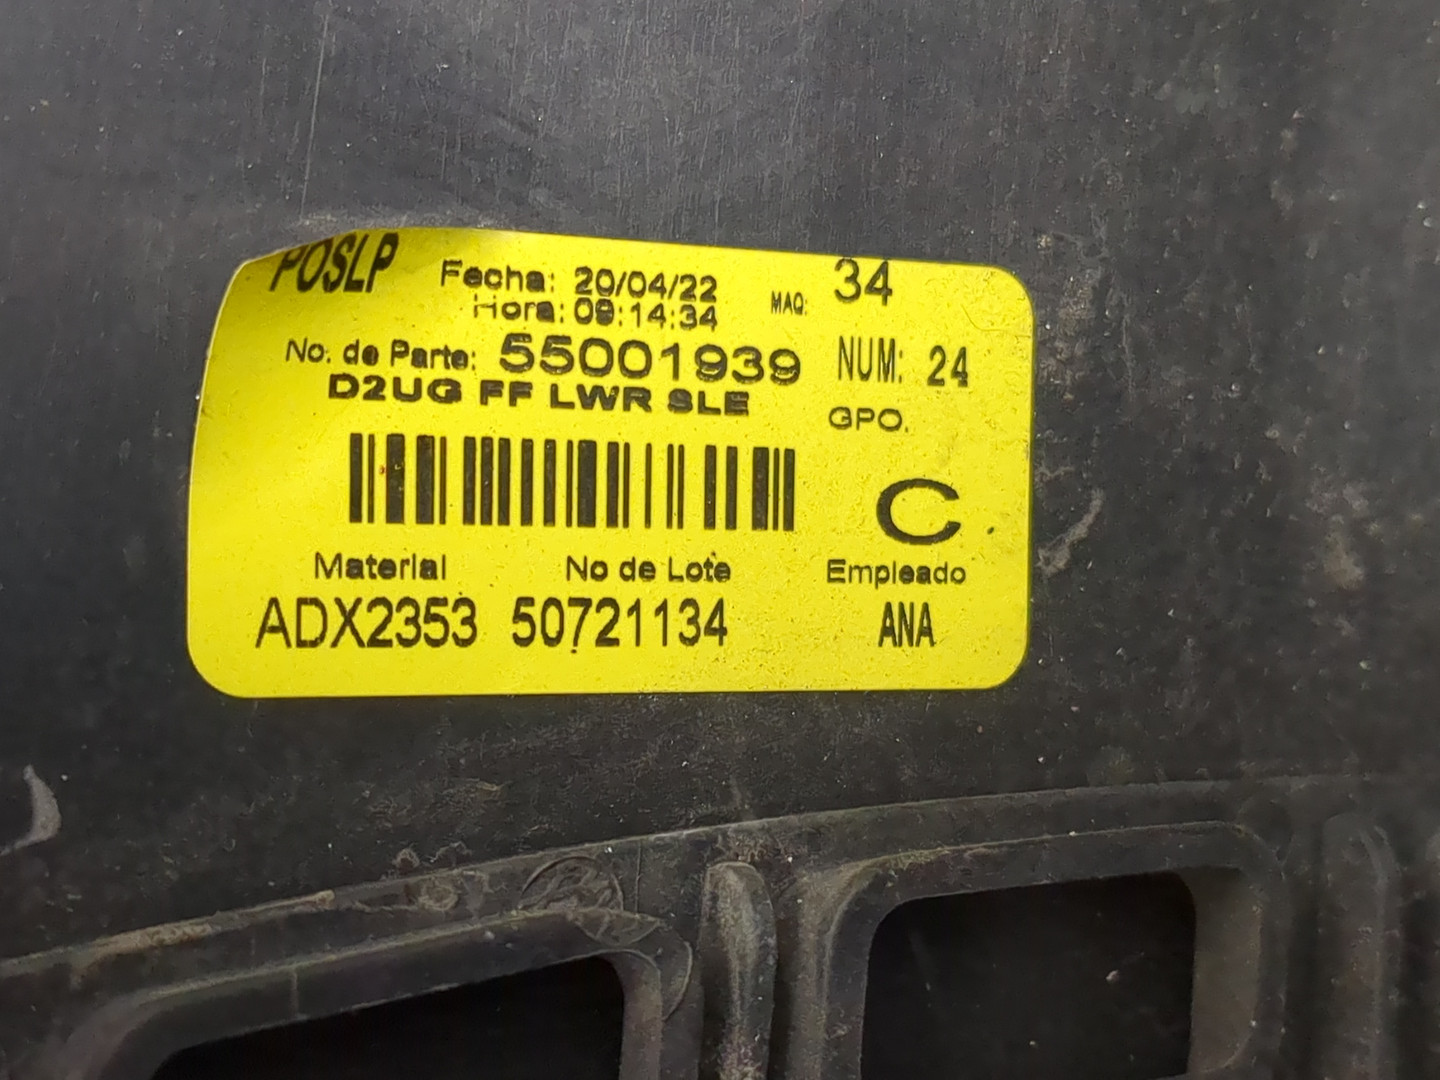 POSLP
Fecha: 20/04/22
Hora: 09:14:34
MAQ: 34
No. de Parte: 55001939
NUM: 24
D2UG FF LWR SLE
GPO.
C
Material No de Lote Empleado
ADX2353 50721134 ANA